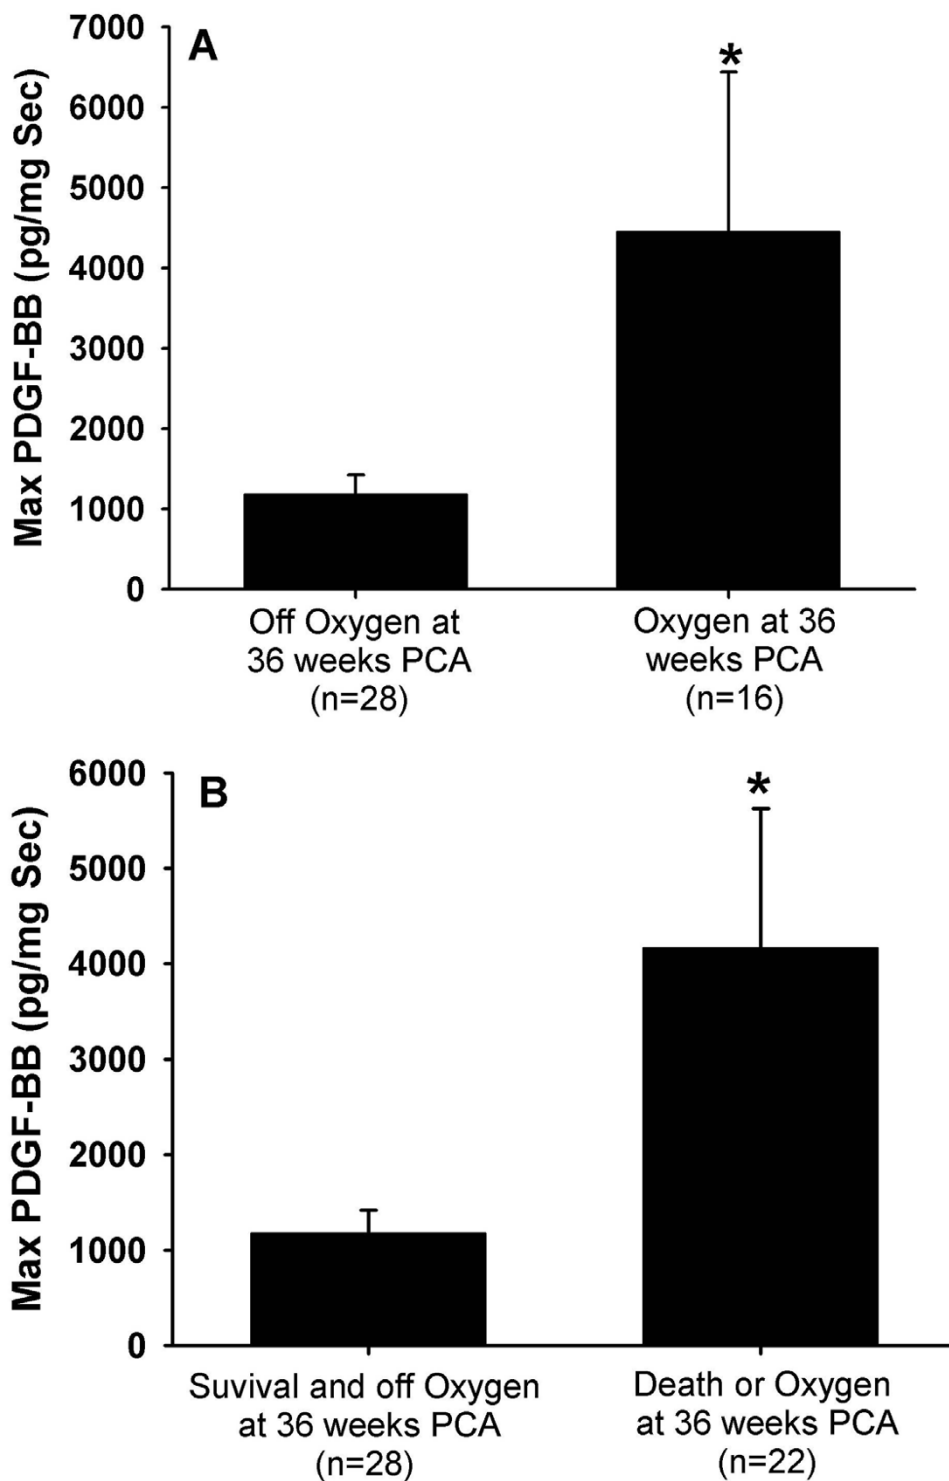 A
*
Max PDGF-BB (pg/mg Sec)
7000
6000
5000
4000
3000
2000
1000
0
Off Oxygen at
36 weeks PCA
(n=28)
Oxygen at 36
weeks PCA
(n=16)
B
*
Max PDGF-BB (pg/mg Sec)
6000
5000
4000
3000
2000
1000
0
Suvival and off Oxygen
at 36 weeks PCA
(n=28)
Death or Oxygen
at 36 weeks PCA
(n=22)